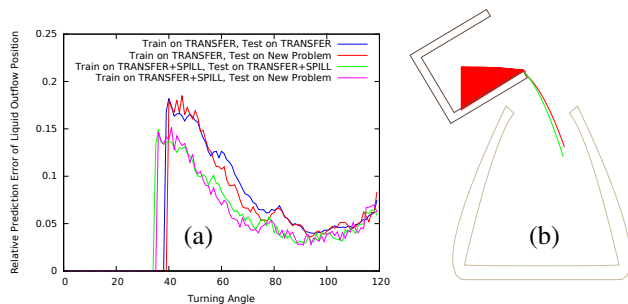 Relative Prediction Error of Liquid Outflow Position
0.25
0.2
0.15
0.1
0.05
0
Train on TRANSFER, Test on TRANSFER
Train on TRANSFER, Test on New Problem
Train on TRANSFER+SPILL, Test on TRANSFER+SPILL
Train on TRANSFER+SPILL, Test on New Problem
(a)
0 20 40 60 80 100 120
Turning Angle
(b)